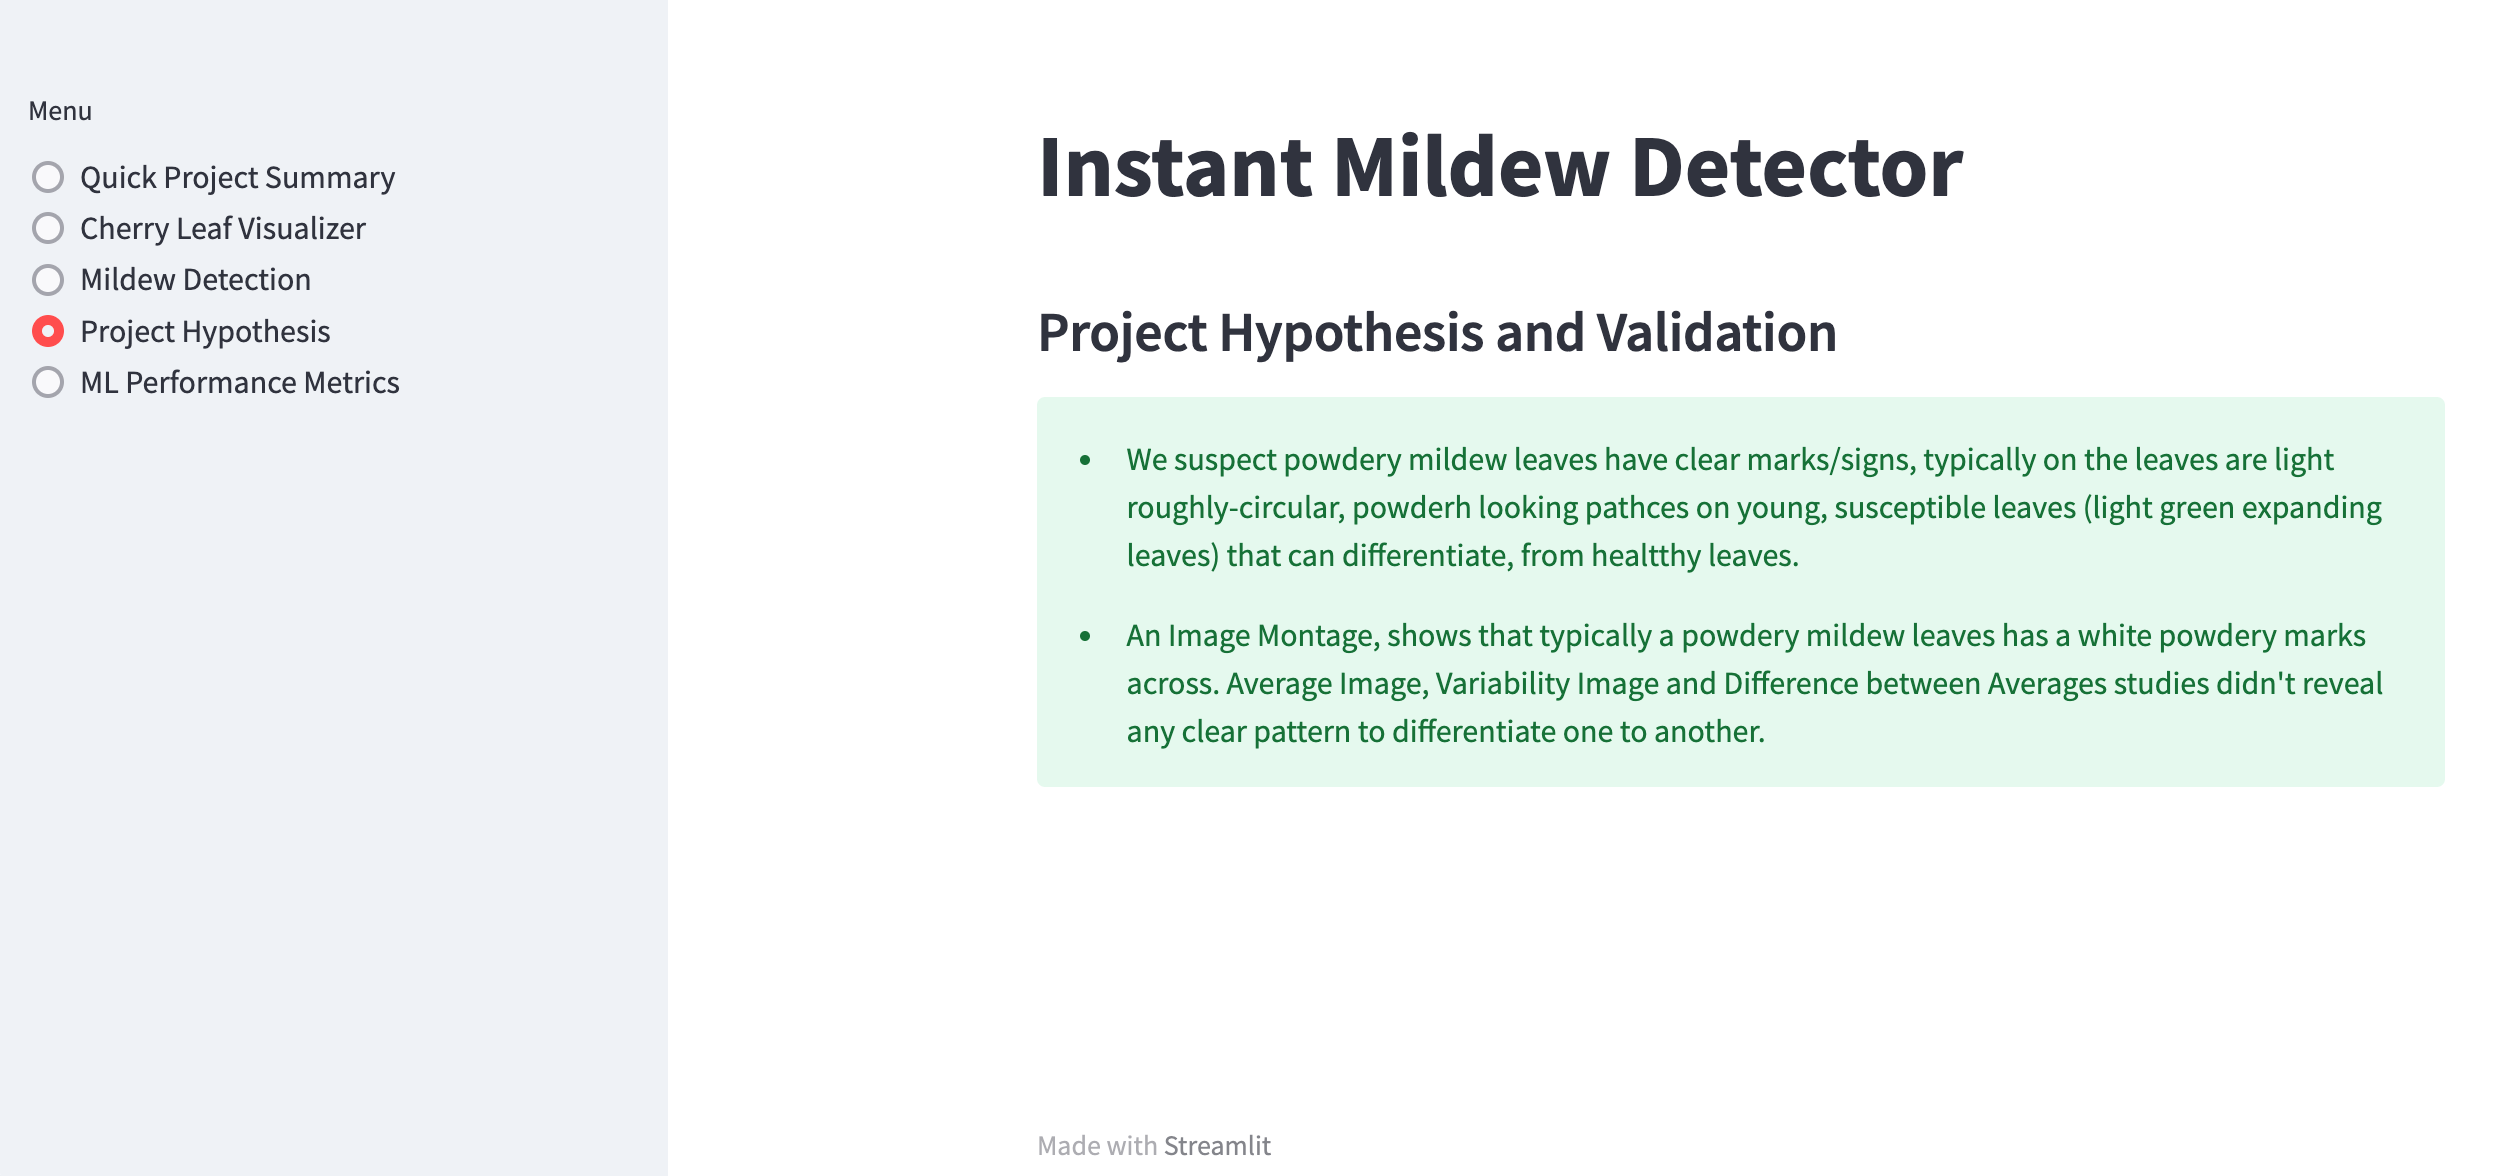 Menu
Quick Project Summary
Cherry Leaf Visualizer
Mildew Detection
Project Hypothesis
ML Performance Metrics
Instant Mildew Detector
Project Hypothesis and Validation
• We suspect powdery mildew leaves have clear marks/signs, typically on the leaves are light
roughly-circular, powderh looking pathces on young, susceptible leaves (light green expanding
leaves) that can differentiate, from healtthy leaves.
• An Image Montage, shows that typically a powdery mildew leaves has a white powdery marks
across. Average Image, Variability Image and Difference between Averages studies didn't reveal
any clear pattern to differentiate one to another.
Made with Streamlit